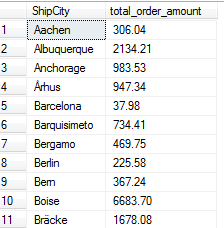 ShipCity total_order_amount
1 Aachen 306.04
2 Albuquerque 2134.21
3 Anchorage 983.53
4 Århus 947.34
5 Barcelona 37.98
6 Barquisimeto 734.41
7 Bergamo 469.75
8 Berlin 225.58
9 Bern 367.24
10 Boise 6683.70
11 Bräcke 1678.08